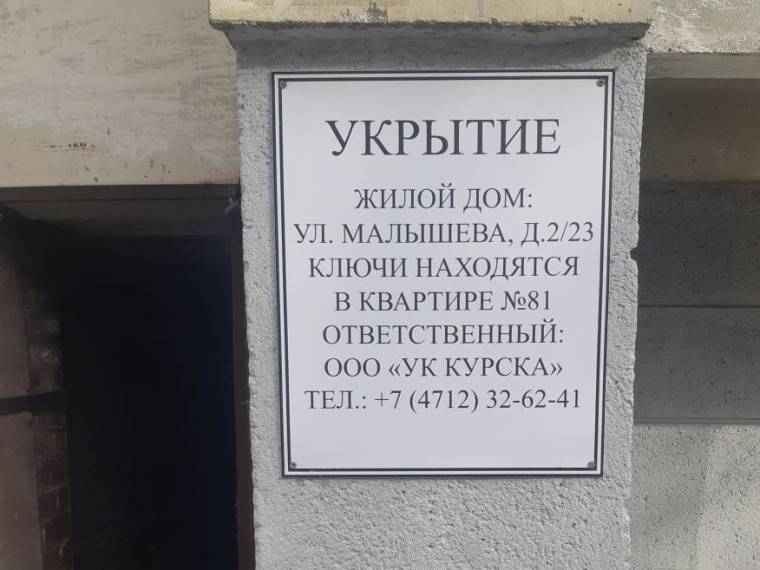 УКРЫТИЕ
ЖИЛОЙ ДОМ:
УЛ. МАЛЫШЕВА, Д.2/23
КЛЮЧИ НАХОДЯТСЯ
В КВАРТИРЕ №81
ОТВЕТСТВЕННЫЙ:
ООО «УК КУРСКА»
ТЕЛ.: +7 (4712) 32-62-41